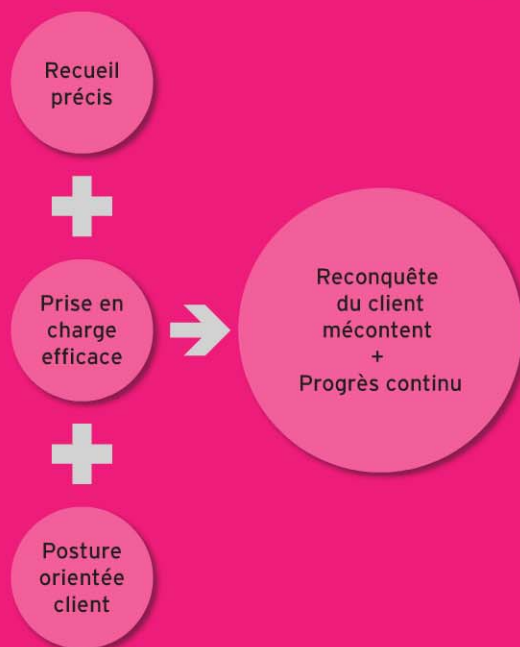 Recueil
précis
Prise en
charge
efficace
Posture
orientée
client
Reconquête
du client
mécontent
+
Progrès continu